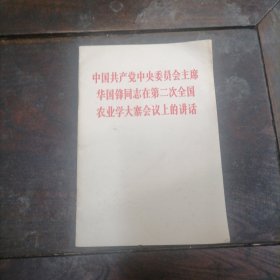 中国共产党中央委员会主席
华国锋同志在第二次全国
农业学大寨会议上的讲话